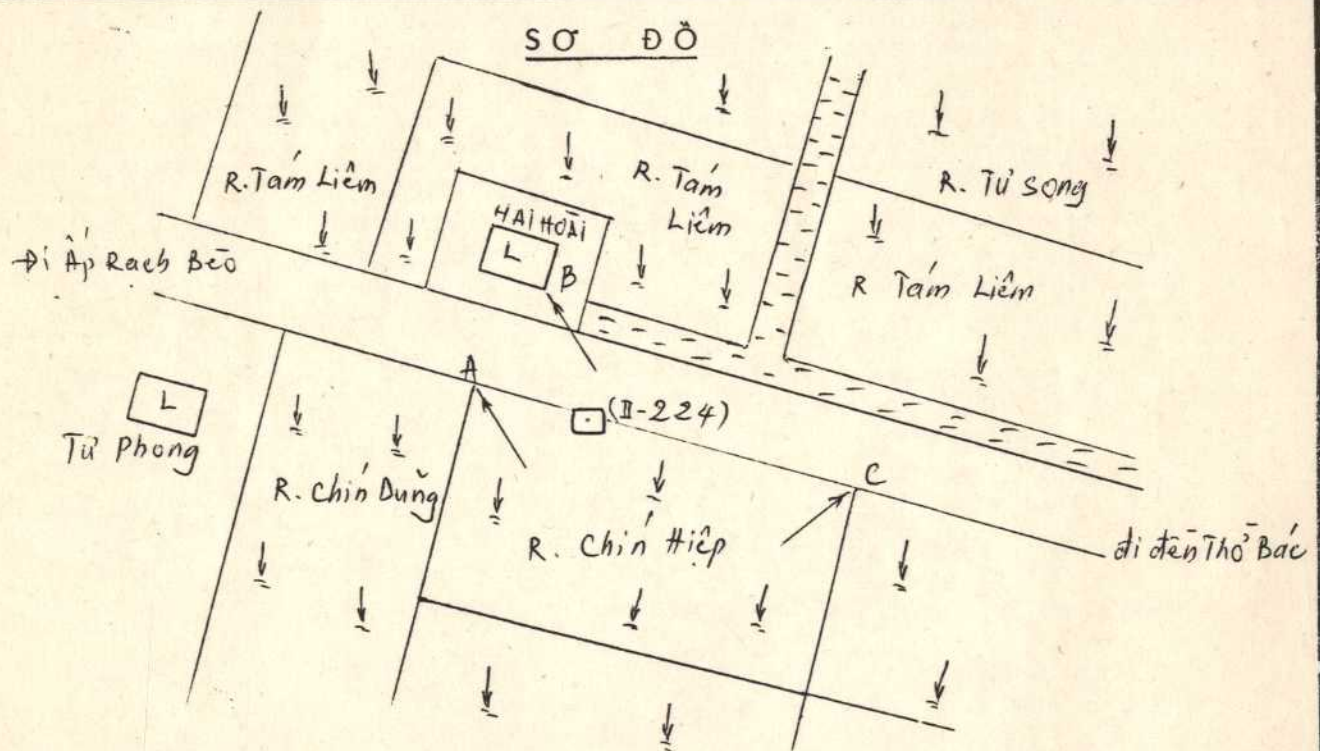 SƠ ĐỒ
R. Tám Liêm
R. Tám
Liêm
R. Tư Sọng
HAI HOÀI
L
B
Đi Ấp Rạch Bèo
R Tám Liêm
A
(II-224)
L
Tư Phong
C
R. Chín Dũng
R. Chín Hiệp
đi đến Thổ Bác